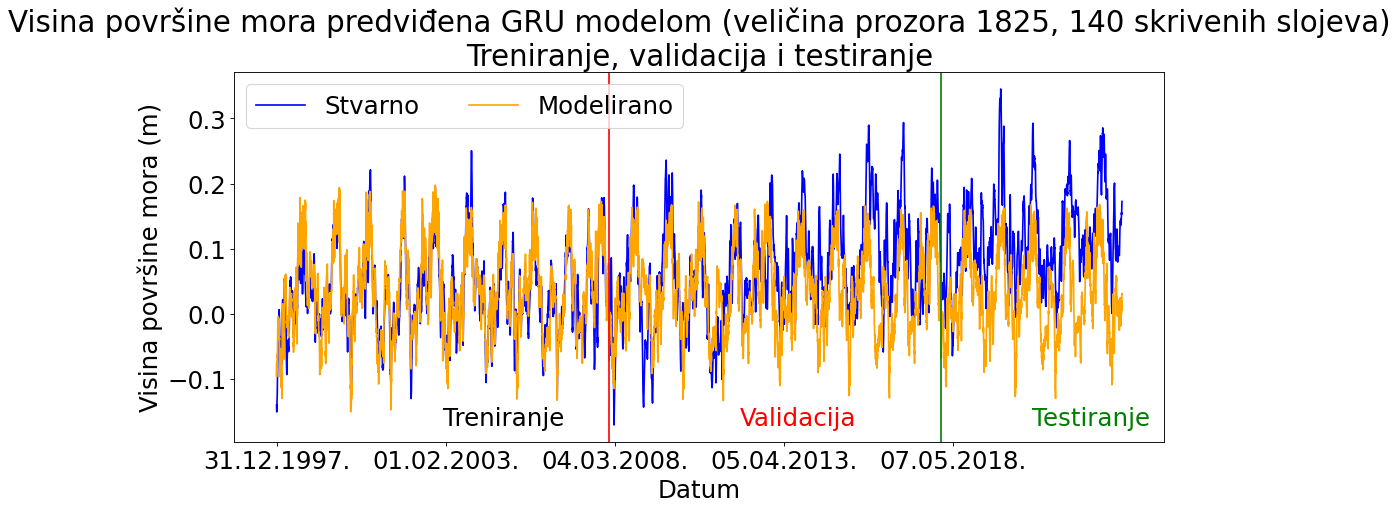 Visina površine mora predviđena GRU modelom (veličina prozora 1825, 140 skrivenih slojeva)
Treniranje, validacija i testiranje
Stvarno
Modelirano
Visina površine mora (m)
0.3
0.2
0.1
0.0
−0.1
Treniranje
Validacija
Testiranje
31.12.1997.
01.02.2003.
04.03.2008.
05.04.2013.
07.05.2018.
Datum